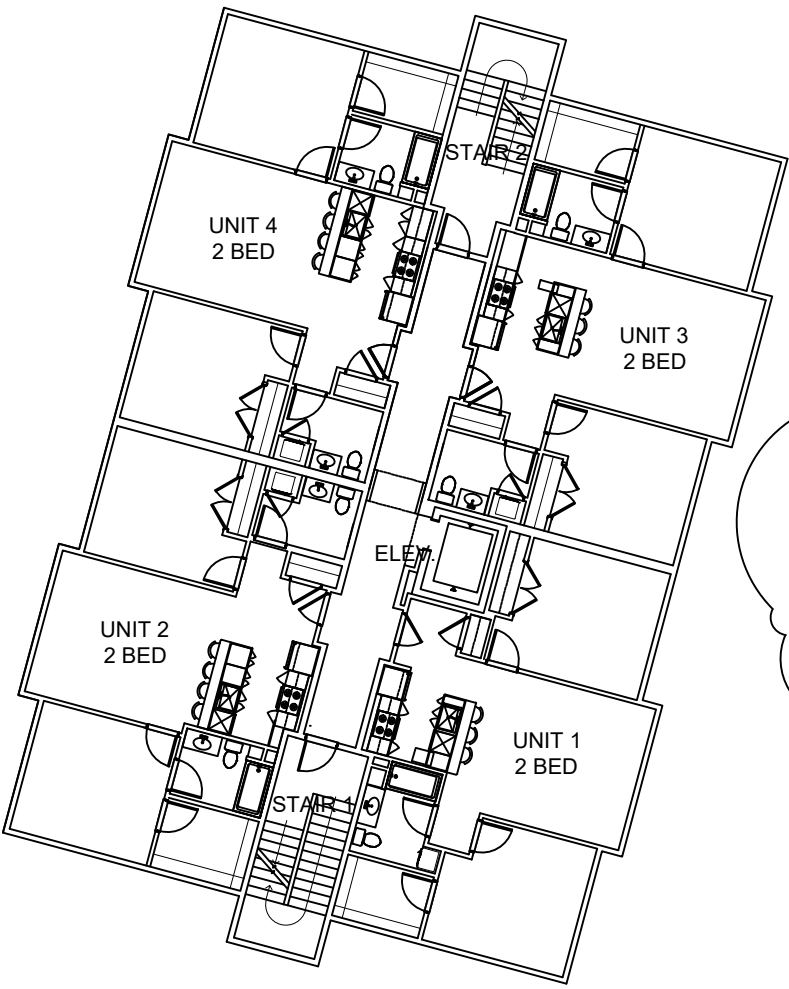 STAIR 2
UNIT 4
2 BED
UNIT 3
2 BED
ELEV.
UNIT 2
2 BED
UNIT 1
2 BED
STAIR 1